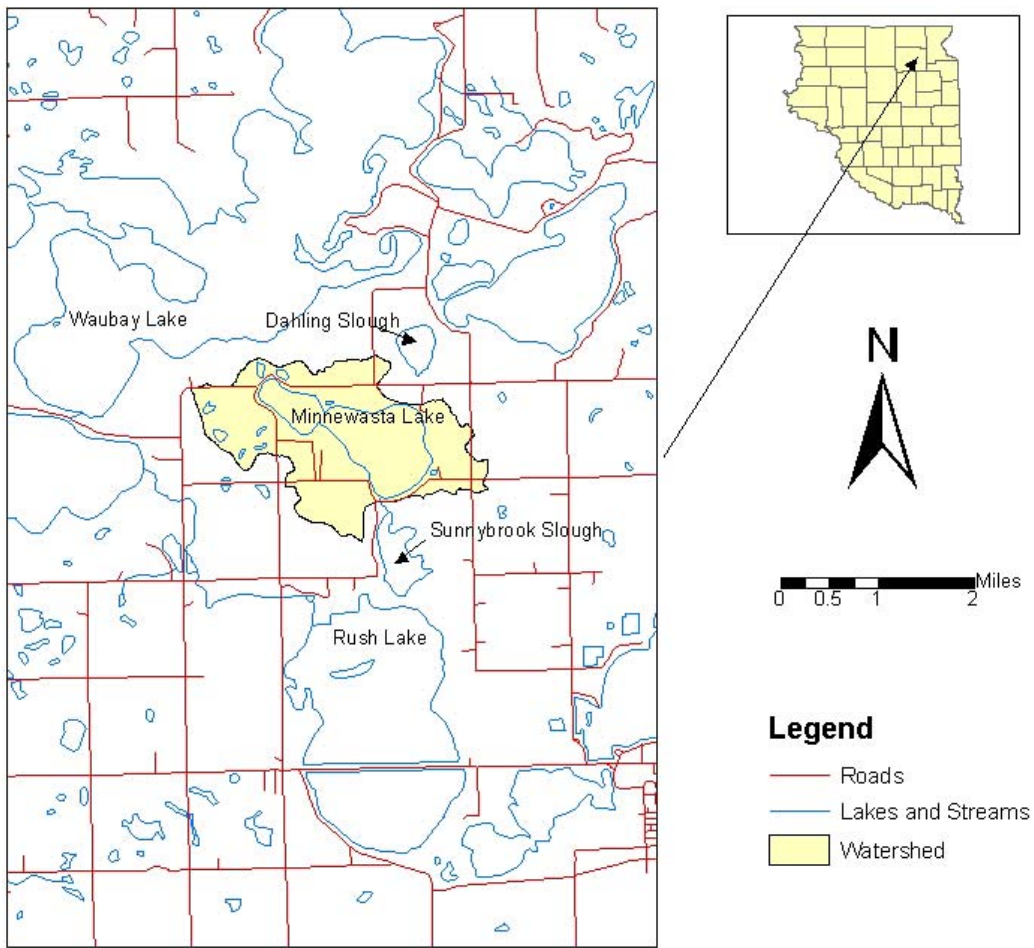 Waubay Lake
Dahling Slough
Minnewasta Lake
Sunnybrook Slough
Rush Lake
N
Miles
0 0.5 1 2
Legend
Roads
Lakes and Streams
Watershed